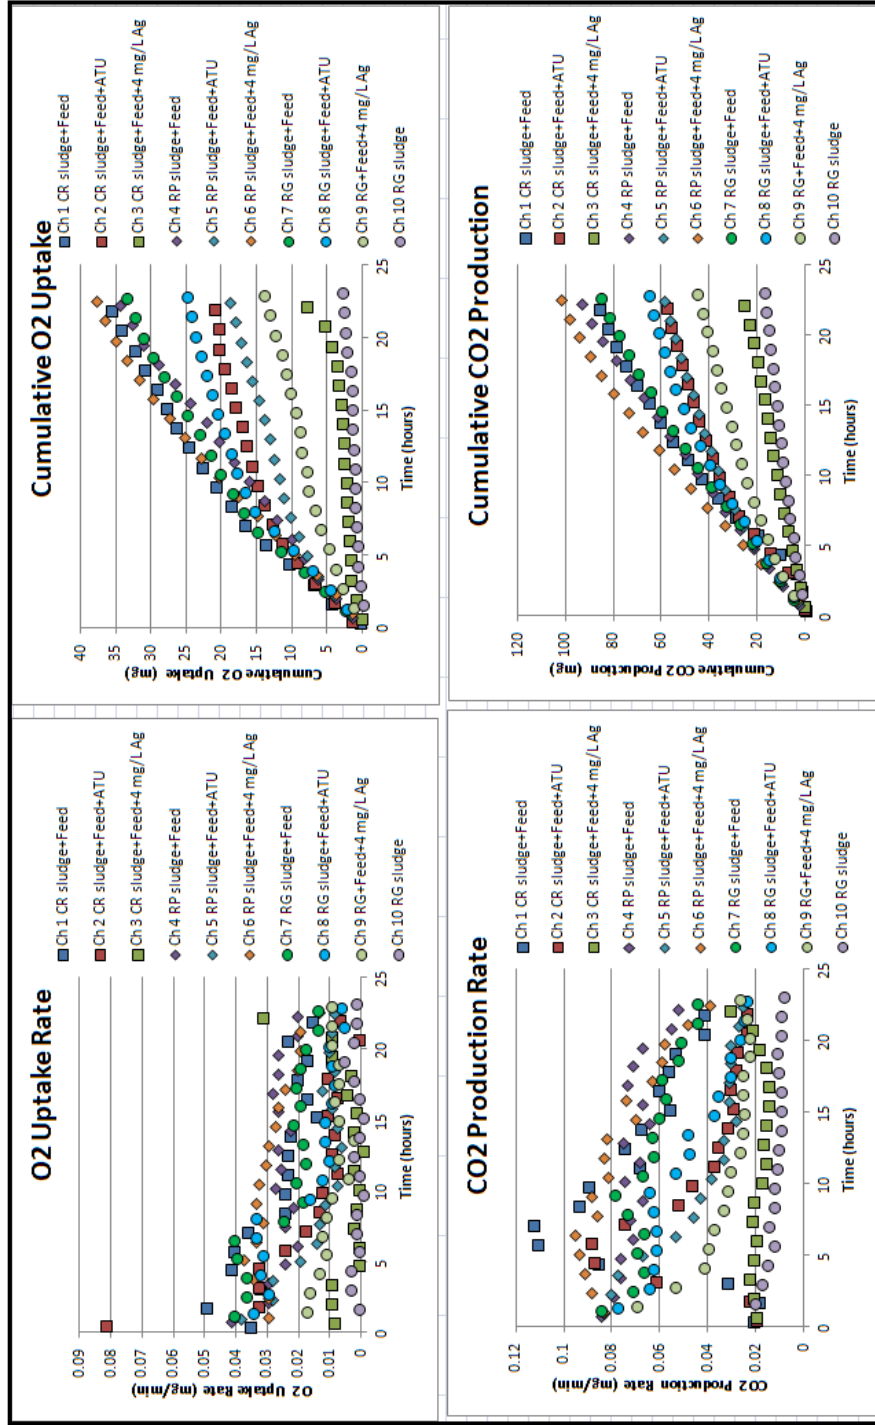 O2 Uptake Rate
O2 Uptake Rate (mg/min)
0.09
0.08
0.07
0.06
0.05
0.04
0.03
0.02
0.01
0
0 5 10 15 20 25
Time (hours)
Ch 1 CR sludge+Feed
Ch 2 CR sludge+Feed+ATU
Ch 3 CR sludge+Feed+4 mg/L Ag
Ch 4 RP sludge+Feed
Ch 5 RP sludge+Feed+ATU
Ch 6 RP sludge+Feed+4 mg/L Ag
Ch 7 RG sludge+Feed
Ch 8 RG sludge+Feed+ATU
Ch 9 RG+Feed+4 mg/L Ag
Ch 10 RG sludge
Cumulative O2 Uptake
Cumulative O2 Uptake (mg)
40
35
30
25
20
15
10
5
0
0 5 10 15 20 25
Time (hours)
Ch 1 CR sludge+Feed
Ch 2 CR sludge+Feed+ATU
Ch 3 CR sludge+Feed+4 mg/L Ag
Ch 4 RP sludge+Feed
Ch 5 RP sludge+Feed+ATU
Ch 6 RP sludge+Feed+4 mg/L Ag
Ch 7 RG sludge+Feed
Ch 8 RG sludge+Feed+ATU
Ch 9 RG+Feed+4 mg/L Ag
Ch 10 RG sludge
CO2 Production Rate
CO2 Production Rate (mg/min)
0.12
0.1
0.08
0.06
0.04
0.02
0
0 5 10 15 20 25
Time (hours)
Ch 1 CR sludge+Feed
Ch 2 CR sludge+Feed+ATU
Ch 3 CR sludge+Feed+4 mg/L Ag
Ch 4 RP sludge+Feed
Ch 5 RP sludge+Feed+ATU
Ch 6 RP sludge+Feed+4 mg/L Ag
Ch 7 RG sludge+Feed
Ch 8 RG sludge+Feed+ATU
Ch 9 RG+Feed+4 mg/L Ag
Ch 10 RG sludge
Cumulative CO2 Production
Cumulative CO2 Production (mg)
120
100
80
60
40
20
0
0 5 10 15 20 25
Time (hours)
Ch 1 CR sludge+Feed
Ch 2 CR sludge+Feed+ATU
Ch 3 CR sludge+Feed+4 mg/L Ag
Ch 4 RP sludge+Feed
Ch 5 RP sludge+Feed+ATU
Ch 6 RP sludge+Feed+4 mg/L Ag
Ch 7 RG sludge+Feed
Ch 8 RG sludge+Feed+ATU
Ch 9 RG+Feed+4 mg/L Ag
Ch 10 RG sludge